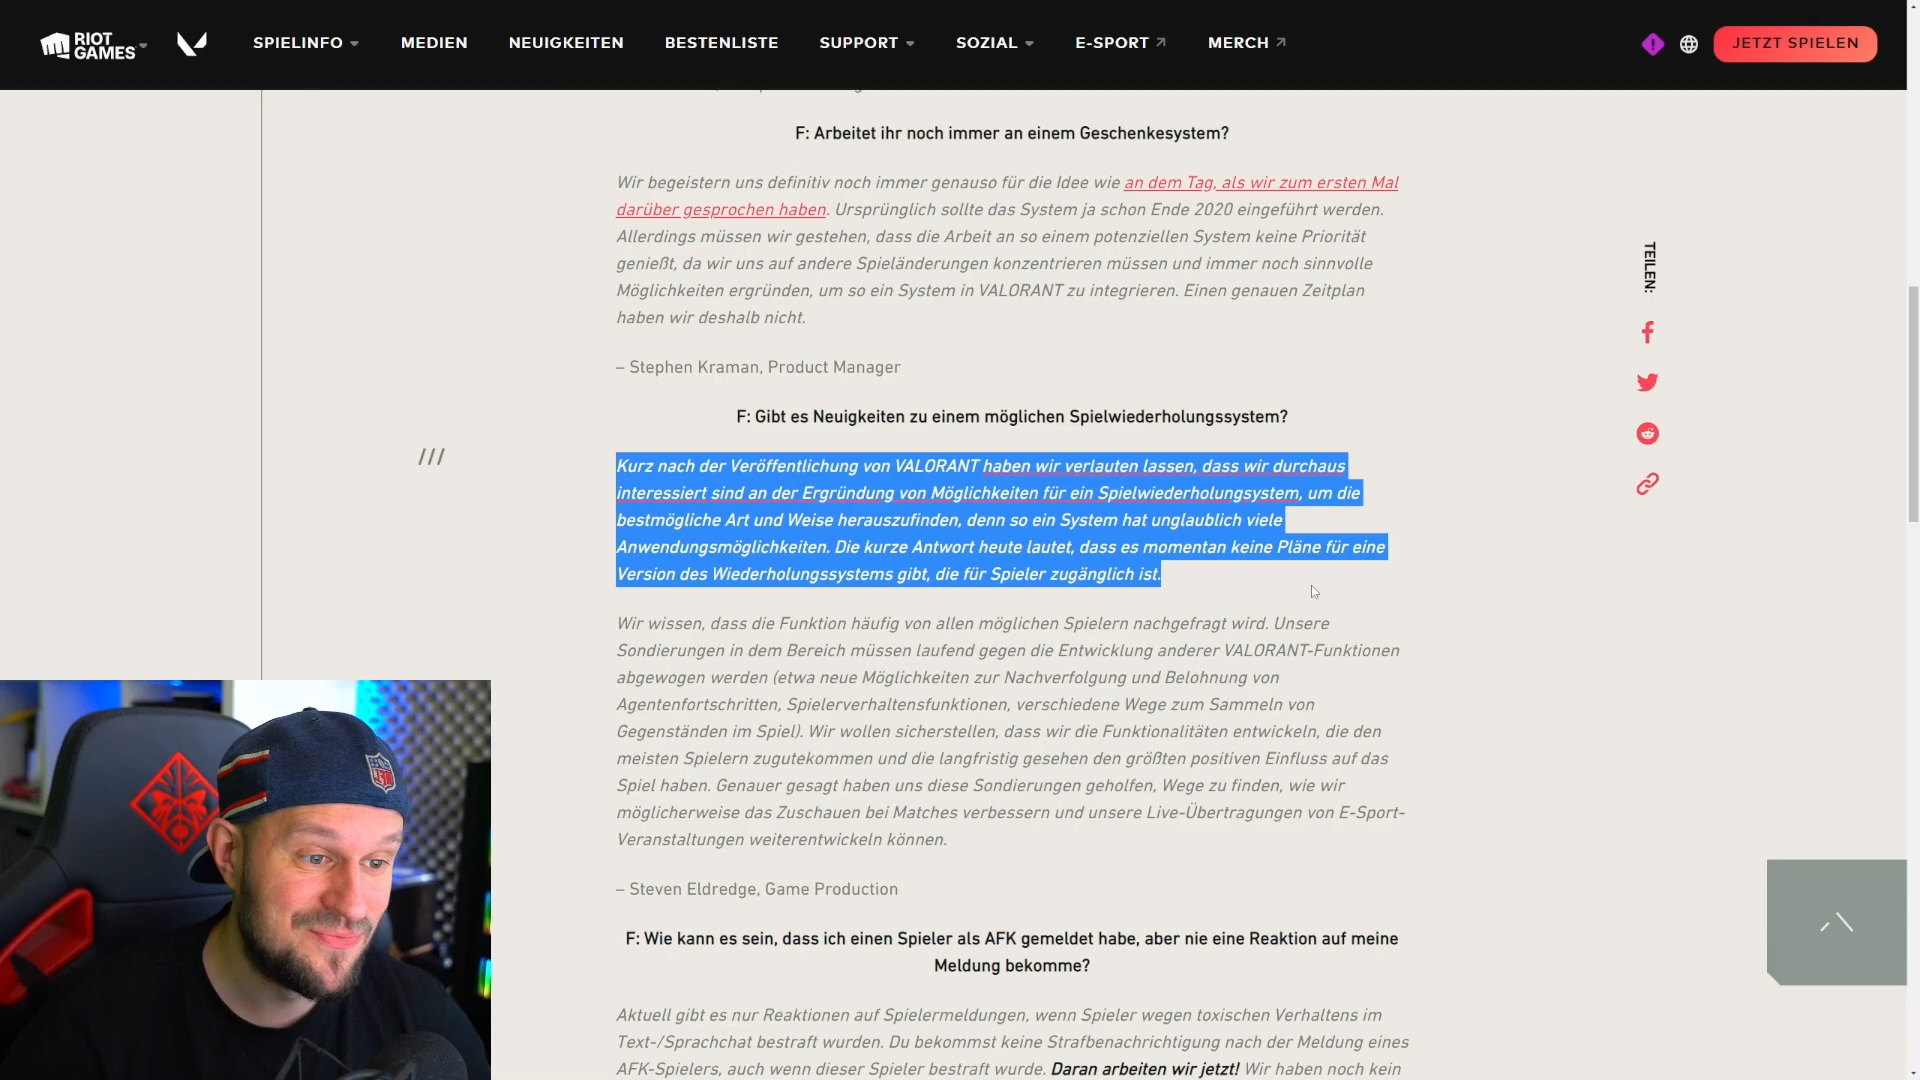 RIOT GAMES
SPIELINFO
MEDIEN
NEUIGKEITEN
BESTENLISTE
SUPPORT
SOZIAL
E-SPORT
MERCH
JETZT SPIELEN
F: Arbeitet ihr noch immer an einem Geschenkesystem?
Wir begeistern uns definitiv noch immer genauso für die Idee wie an dem Tag, als wir zum ersten Mal
darüber gesprochen haben. Ursprünglich sollte das System ja schon Ende 2020 eingeführt werden.
Allerdings müssen wir gestehen, dass die Arbeit an so einem potenziellen System keine Priorität
genießt, da wir uns auf andere Spieländerungen konzentrieren müssen und immer noch sinnvolle
Möglichkeiten ergründen, um so ein System in VALORANT zu integrieren. Einen genauen Zeitplan
haben wir deshalb nicht.
– Stephen Kraman, Product Manager
F: Gibt es Neuigkeiten zu einem möglichen Spielwiederholungssystem?
///
Kurz nach der Veröffentlichung von VALORANT haben wir verlauten lassen, dass wir durchaus
interessiert sind an der Ergründung von Möglichkeiten für ein Spielwiederholungsystem, um die
bestmögliche Art und Weise herauszufinden, denn so ein System hat unglaublich viele
Anwendungsmöglichkeiten. Die kurze Antwort heute lautet, dass es momentan keine Pläne für eine
Version des Wiederholungssystems gibt, die für Spieler zugänglich ist.
Wir wissen, dass die Funktion häufig von allen möglichen Spielern nachgefragt wird. Unsere
Sondierungen in dem Bereich müssen laufend gegen die Entwicklung anderer VALORANT-Funktionen
abgewogen werden (etwa neue Möglichkeiten zur Nachverfolgung und Belohnung von
Agentenfortschritten, Spielerverhaltensfunktionen, verschiedene Wege zum Sammeln von
Gegenständen im Spiel). Wir wollen sicherstellen, dass wir die Funktionalitäten entwickeln, die den
meisten Spielern zugutekommen und die langfristig gesehen den größten positiven Einfluss auf das
Spiel haben. Genauer gesagt haben uns diese Sondierungen geholfen, Wege zu finden, wie wir
möglicherweise das Zuschauen bei Matches verbessern und unsere Live-Übertragungen von E-Sport-
Veranstaltungen weiterentwickeln können.
– Steven Eldredge, Game Production
F: Wie kann es sein, dass ich einen Spieler als AFK gemeldet habe, aber nie eine Reaktion auf meine
Meldung bekomme?
Aktuell gibt es nur Reaktionen auf Spielermeldungen, wenn Spieler wegen toxischen Verhaltens im
Text-/Sprachchat bestraft wurden. Du bekommst keine Strafbenachrichtigung nach der Meldung eines
AFK-Spielers, auch wenn dieser Spieler bestraft wurde. Daran arbeiten wir jetzt! Wir haben noch kein
TEILEN:
NFL